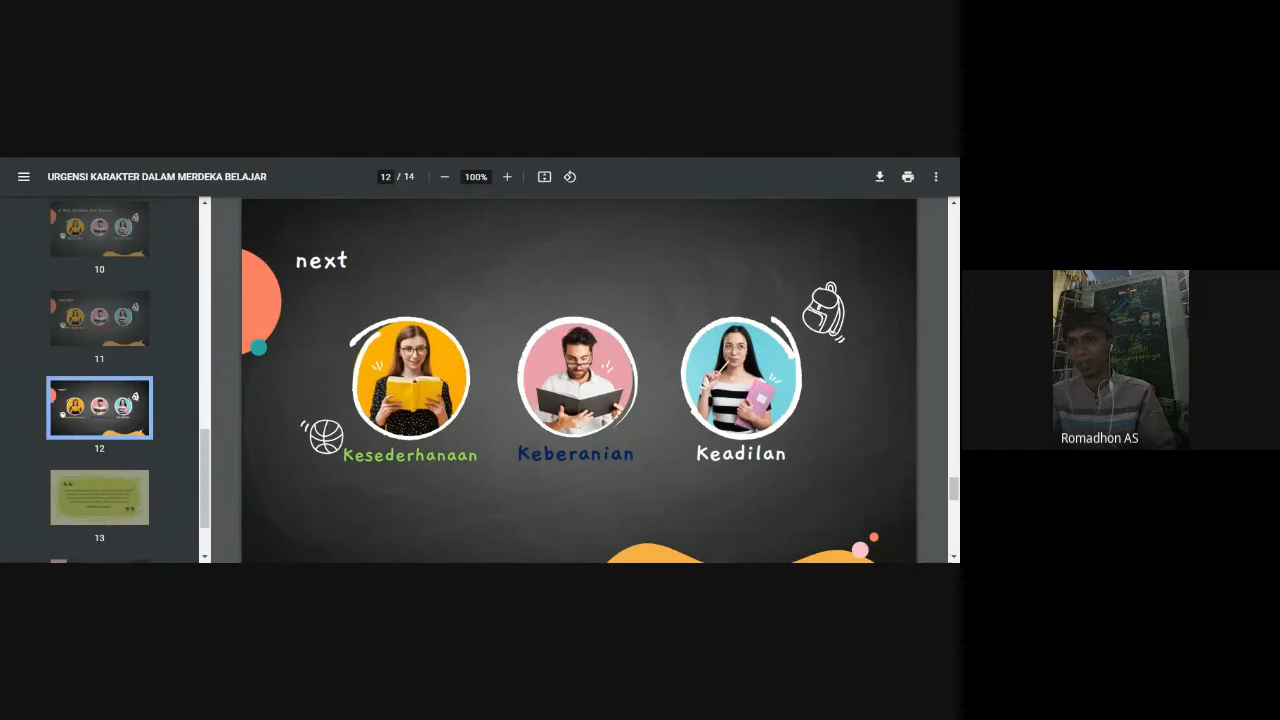 URGENSI KARAKTER DALAM MERDEKA BELAJAR
12 / 14
100%
10
11
12
13
next
Kesederhanaan
Keberanian
Keadilan
Romadhon AS